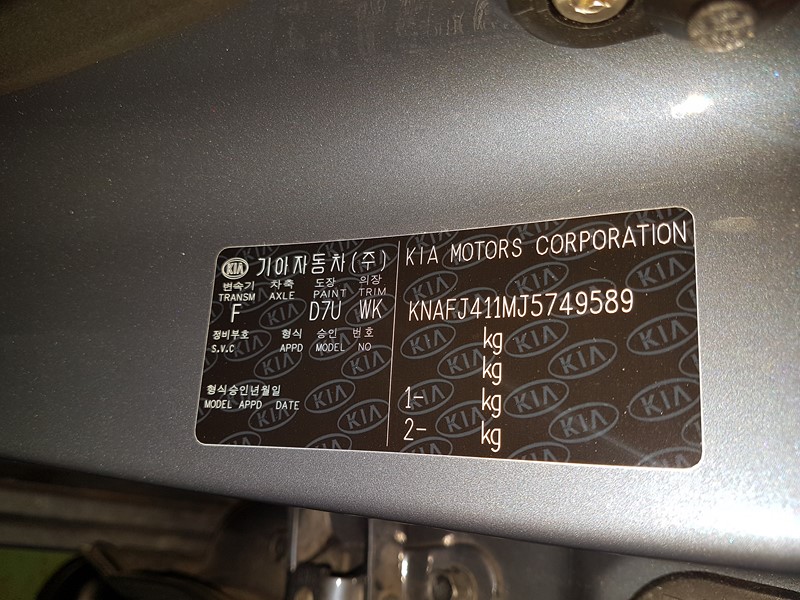 KIA 기아자동차(주)
변속기 차축 도장 의장
TRANSM AXLE PAINT TRIM
F D7U WK
정비부호 형식 승인 번호
S.V.C APPD MODEL NO
형식승인년월일
MODEL APPD DATE
KIA MOTORS CORPORATION
KNAFJ411MJ5749589
kg
kg
1- kg
2- kg